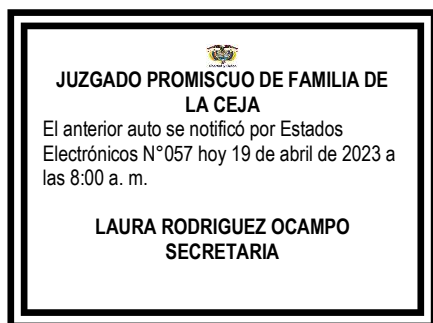 JUZGADO PROMISCUO DE FAMILIA DE
LA CEJA
El anterior auto se notificó por Estados
Electrónicos N°057 hoy 19 de abril de 2023 a
las 8:00 a. m.
LAURA RODRIGUEZ OCAMPO
SECRETARIA